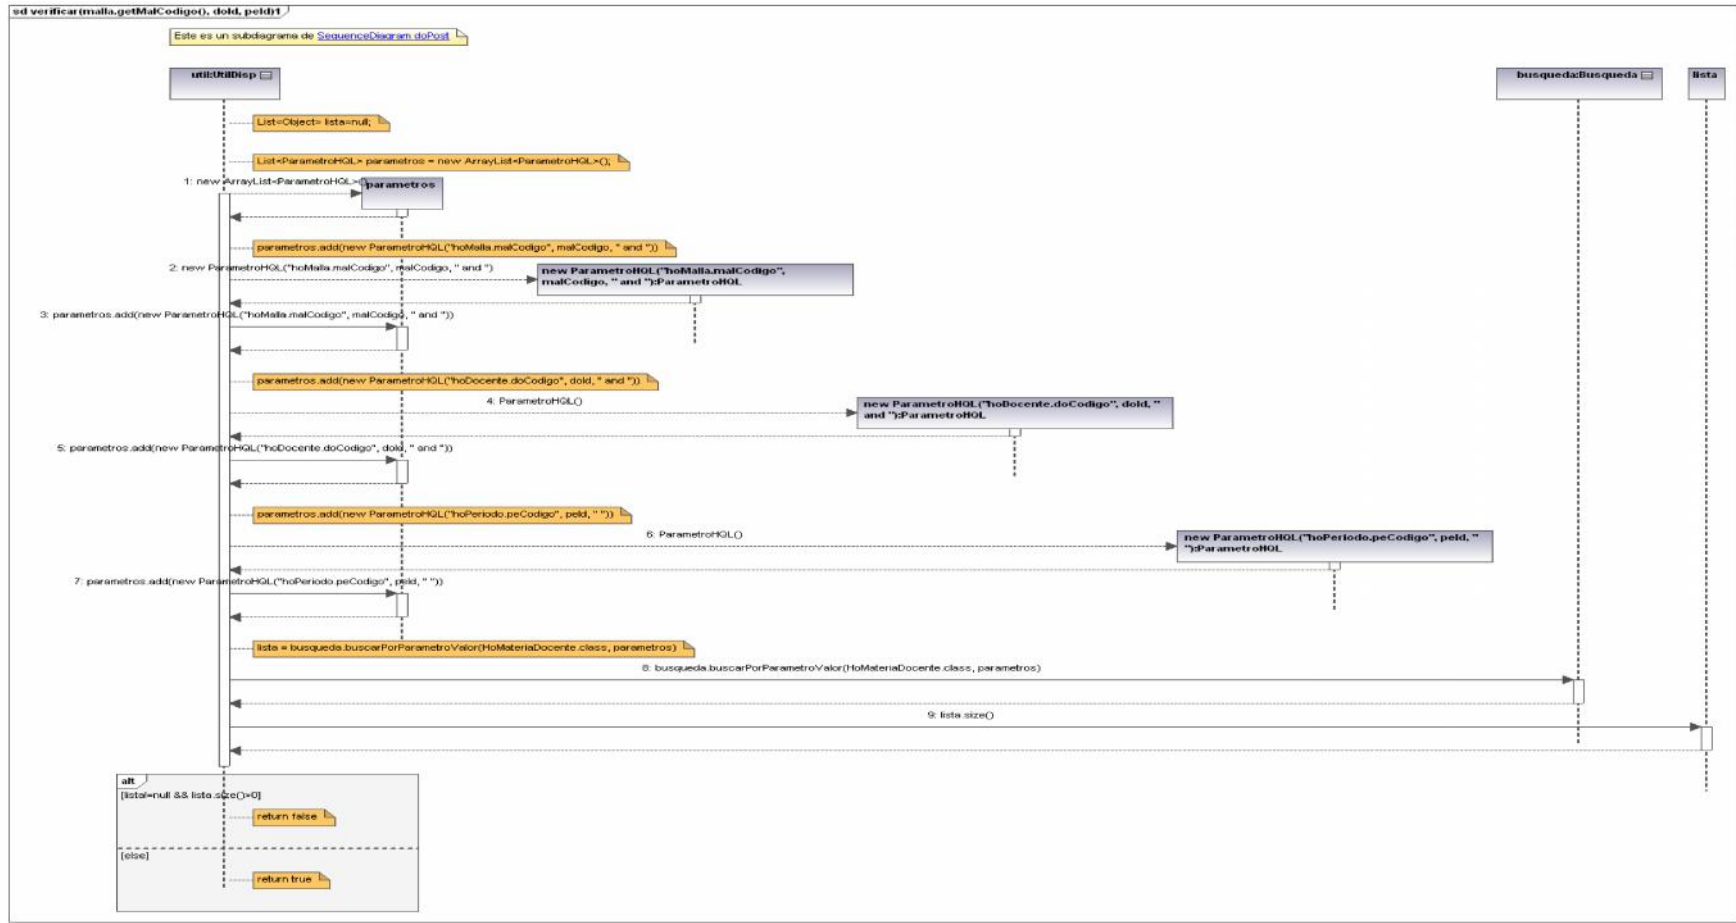 sd verificar(malla.getMalCodigo(), doId, peId)1
Este es un subdiagrama de SequenceDiagram doPost
util:UtilDisp
busqueda:Busqueda
lista
List<Object> lista=null;
List<ParametroHQL> parametros = new ArrayList<ParametroHQL>();
1: new ArrayList<ParametroHQL>()
parametros
parametros.add(new ParametroHQL("hoMalla.malCodigo", malCodigo, " and "))
2: new ParametroHQL("hoMalla.malCodigo", malCodigo, " and ")
new ParametroHQL("hoMalla.malCodigo",
malCodigo, " and "):ParametroHQL
3: parametros.add(new ParametroHQL("hoMalla.malCodigo", malCodigo, " and "))
parametros.add(new ParametroHQL("hoDocente.doCodigo", doId, " and "))
4: ParametroHQL()
new ParametroHQL("hoDocente.doCodigo", doId, "
and "):ParametroHQL
5: parametros.add(new ParametroHQL("hoDocente.doCodigo", doId, " and "))
parametros.add(new ParametroHQL("hoPeriodo.peCodigo", peId, " "))
6: ParametroHQL()
new ParametroHQL("hoPeriodo.peCodigo", peId, "
"):ParametroHQL
7: parametros.add(new ParametroHQL("hoPeriodo.peCodigo", peId, " "))
lista = busqueda.buscarPorParametroValor(HoMateriaDocente.class, parametros)
8: busqueda.buscarPorParametroValor(HoMateriaDocente.class, parametros)
9: lista.size()
alt
[lista!=null && lista.size()>0]
return false
[else]
return true